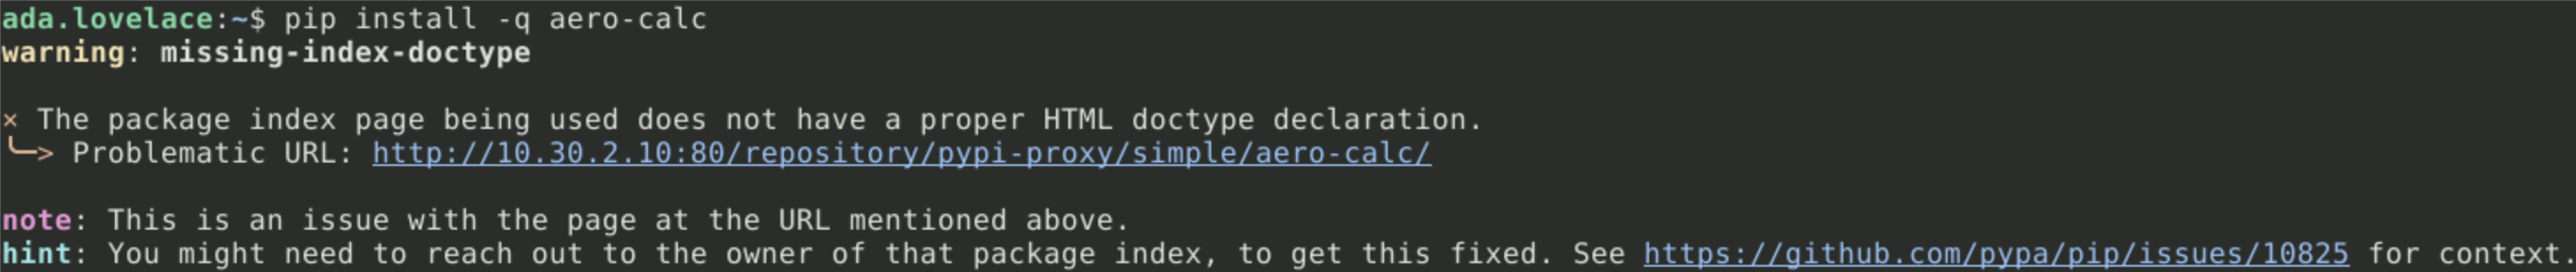 ada.lovelace:~$ pip install -q aero-calc
warning: missing-index-doctype
× The package index page being used does not have a proper HTML doctype declaration.
╰─> Problematic URL: http://10.30.2.10:80/repository/pypi-proxy/simple/aero-calc/
note: This is an issue with the page at the URL mentioned above.
hint: You might need to reach out to the owner of that package index, to get this fixed. See https://github.com/pypa/pip/issues/10825 for context.